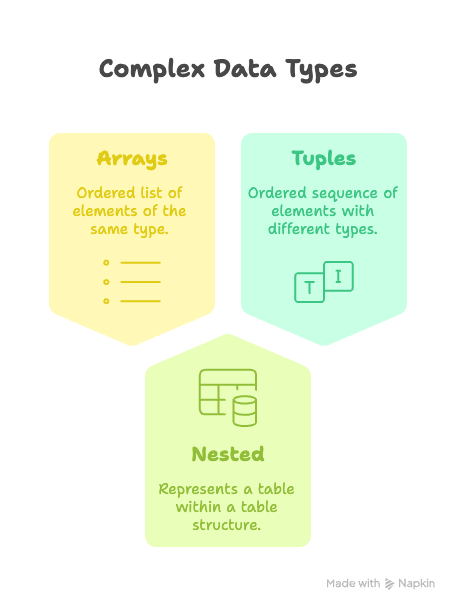 Complex Data Types
Arrays
Ordered list of
elements of the
same type.
Tuples
Ordered sequence of
elements with
different types.
T
I
Nested
Represents a table
within a table
structure.
Made with Napkin